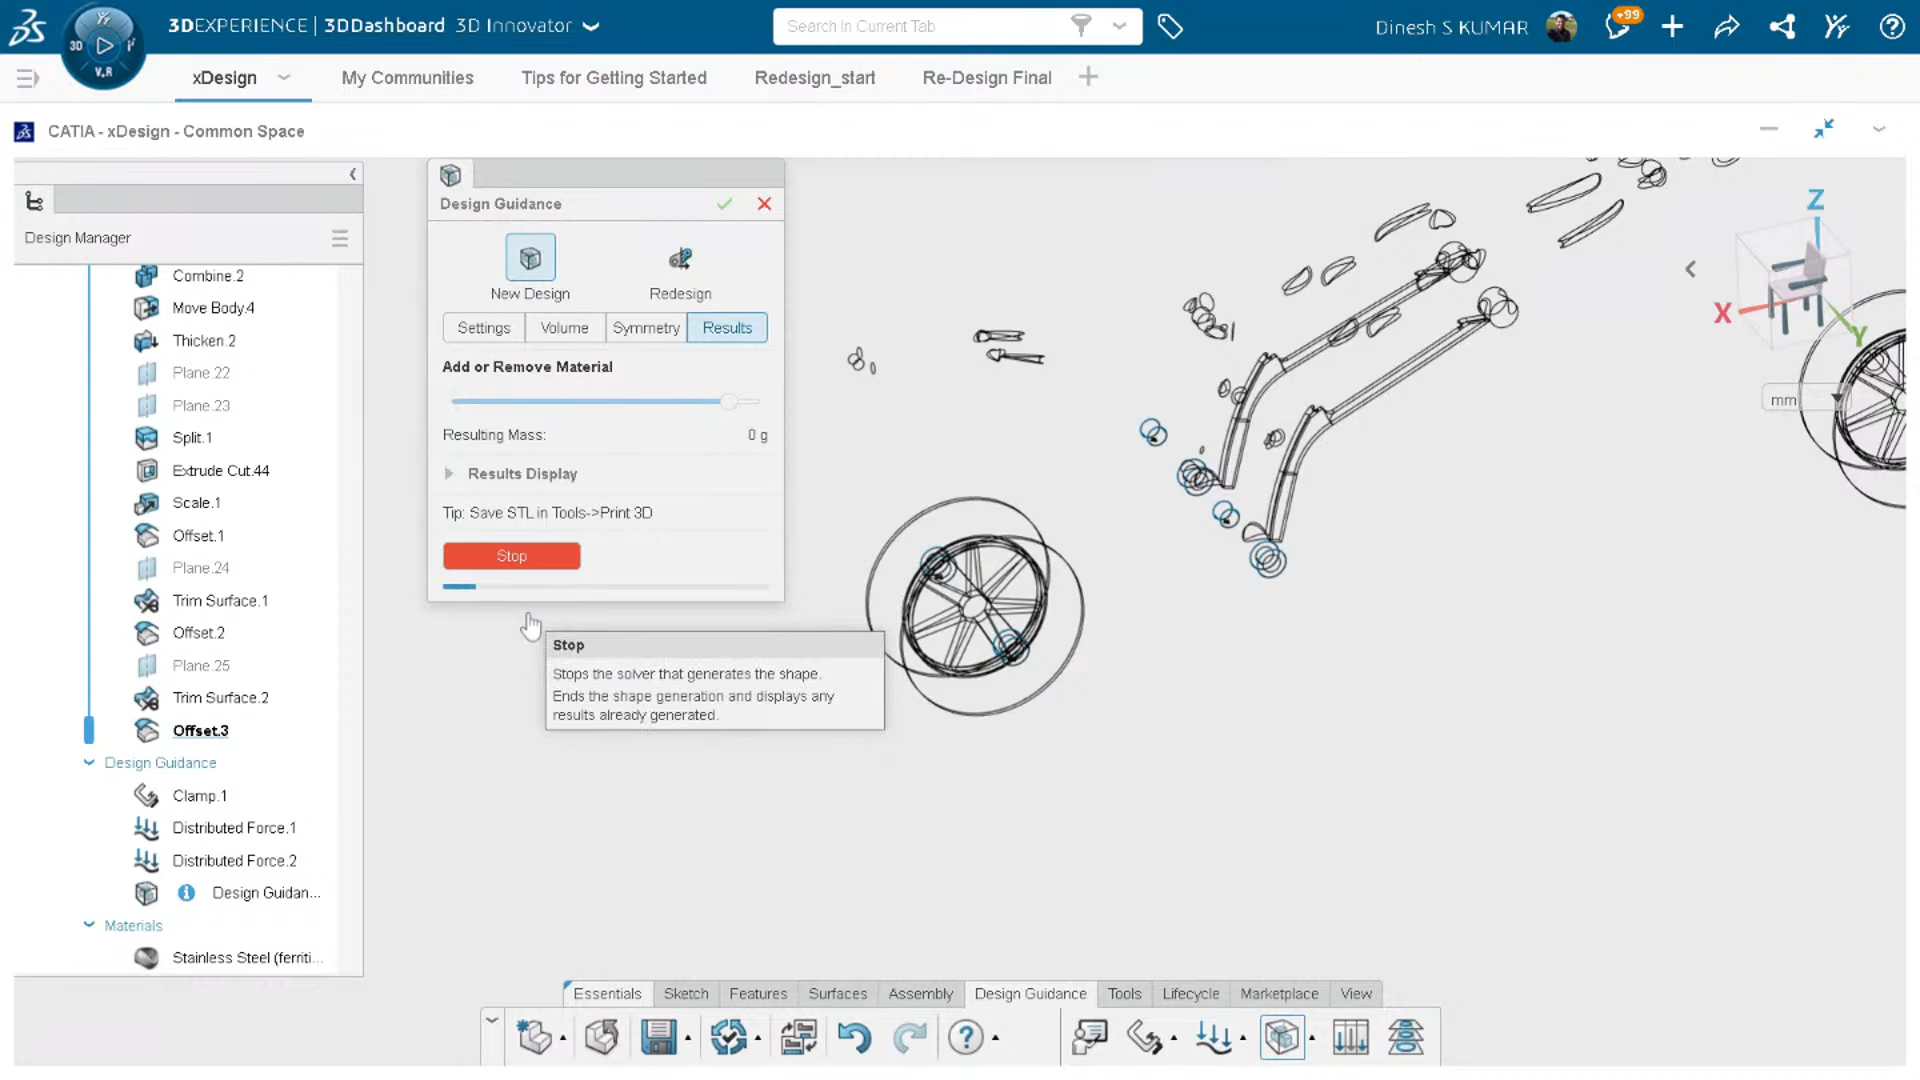 3DEXPERIENCE | 3DDashboard 3D Innovator
Search In Current Tab
Dinesh S KUMAR
+99
3D
V.R
xDesign
My Communities
Tips for Getting Started
Redesign_start
Re-Design Final
CATIA - xDesign - Common Space
Design Manager
Combine.2
Move Body.4
Thicken.2
Plane.22
Plane.23
Split.1
Extrude Cut.44
Scale.1
Offset.1
Plane.24
Trim Surface.1
Offset.2
Plane.25
Trim Surface.2
Offset.3
Design Guidance
Clamp.1
Distributed Force.1
Distributed Force.2
Design Guidan...
Materials
Stainless Steel (ferriti...
Design Guidance
New Design
Redesign
Settings
Volume
Symmetry
Results
Add or Remove Material
Resulting Mass:
0 g
Results Display
Tip: Save STL in Tools->Print 3D
Stop
Stop
Stops the solver that generates the shape.
Ends the shape generation and displays any
results already generated.
Z
X
Y
mm
Essentials
Sketch
Features
Surfaces
Assembly
Design Guidance
Tools
Lifecycle
Marketplace
View